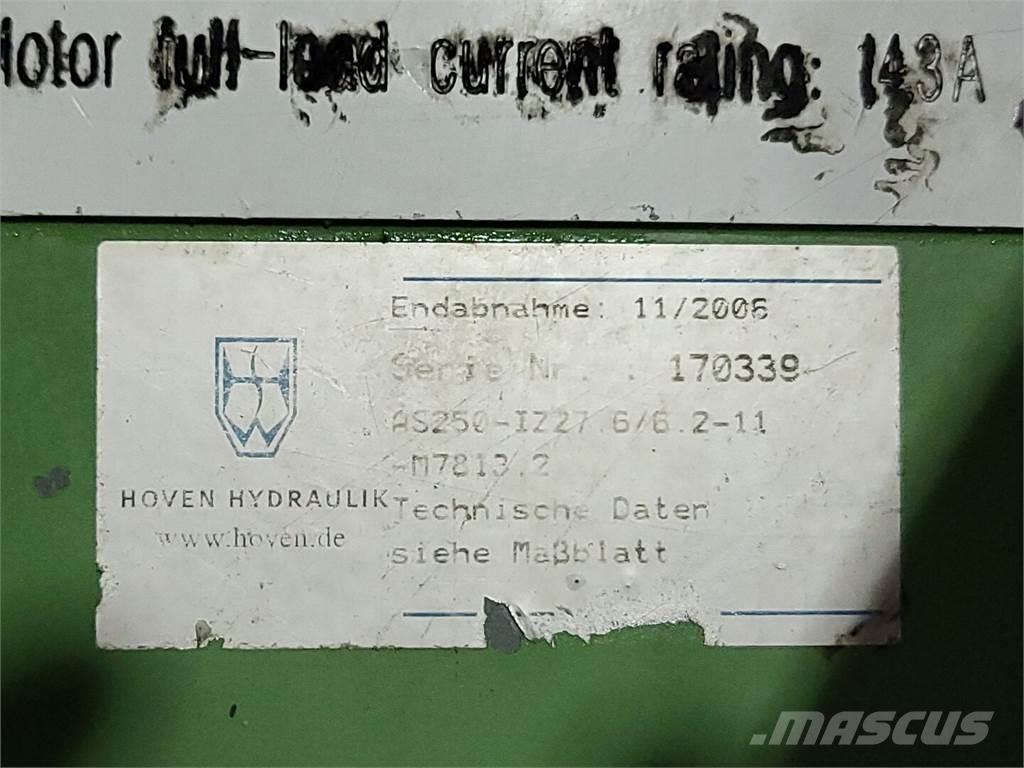 Motor full-load current rating: 143A
Endabnahme: 11/2006
Serie Nr. : 170339
AS250-IZ27.6/6.2-11
-M7813.2
HOVEN HYDRAULIK
www.hoven.de
Technische Daten
siehe Maßblatt
MASCUS